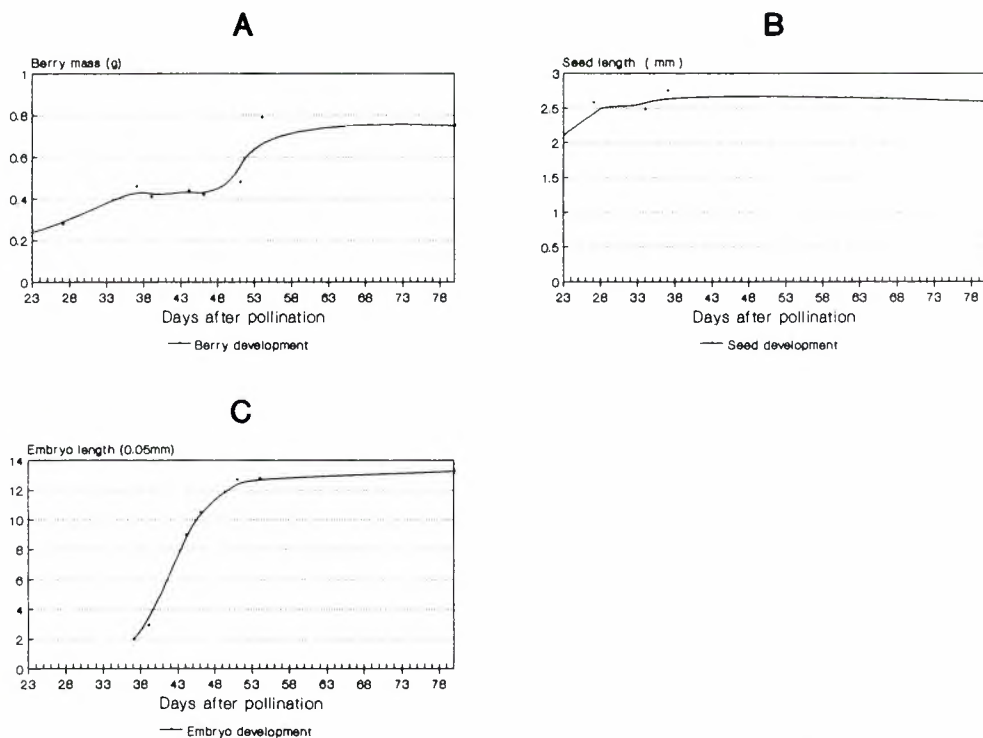 A
Berry mass (g)
1
0.8
0.6
0.4
0.2
0
23 28 33 38 43 48 53 58 63 68 73 78
Days after pollination
Berry development
B
Seed length (mm)
3
2.5
2
1.5
1
0.5
0
23 28 33 38 43 48 53 58 63 68 73 78
Days after pollination
Seed development
C
Embryo length (0.05mm)
14
12
10
8
6
4
2
0
23 28 33 38 43 48 53 58 63 68 73 78
Days after pollination
Embryo development